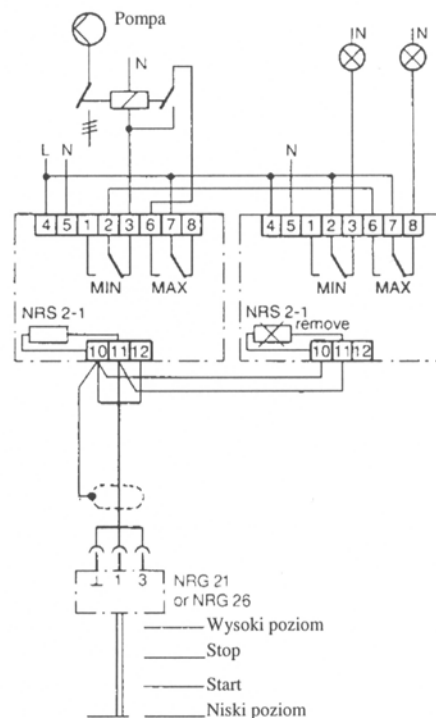 Pompa
N
N
N
L N
N
4 5 1 2 3 6 7 8
4 5 1 2 3 6 7 8
MIN MAX
MIN MAX
NRS 2-1
NRS 2-1
remove
10 11 12
10 11 12
1 3
NRG 21
or NRG 26
Wysoki poziom
Stop
Start
Niski poziom